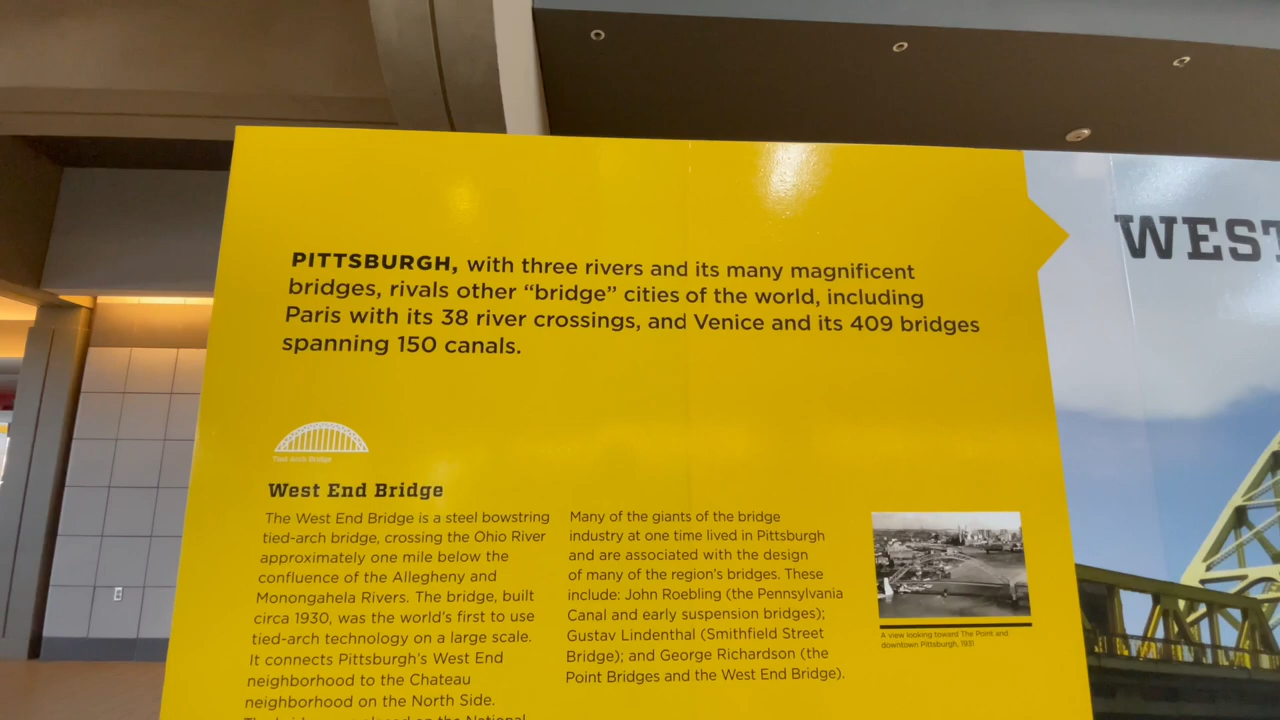 PITTSBURGH, with three rivers and its many magnificent
bridges, rivals other “bridge” cities of the world, including
Paris with its 38 river crossings, and Venice and its 409 bridges
spanning 150 canals.
Tied Arch Bridge
West End Bridge
The West End Bridge is a steel bowstring
tied-arch bridge, crossing the Ohio River
approximately one mile below the
confluence of the Allegheny and
Monongahela Rivers. The bridge, built
circa 1930, was the world's first to use
tied-arch technology on a large scale.
It connects Pittsburgh's West End
neighborhood to the Chateau
neighborhood on the North Side.
Many of the giants of the bridge
industry at one time lived in Pittsburgh
and are associated with the design
of many of the region's bridges. These
include: John Roebling (the Pennsylvania
Canal and early suspension bridges);
Gustav Lindenthal (Smithfield Street
Bridge); and George Richardson (the
Point Bridges and the West End Bridge).
A view looking toward The Point and
downtown Pittsburgh, 1931
WEST